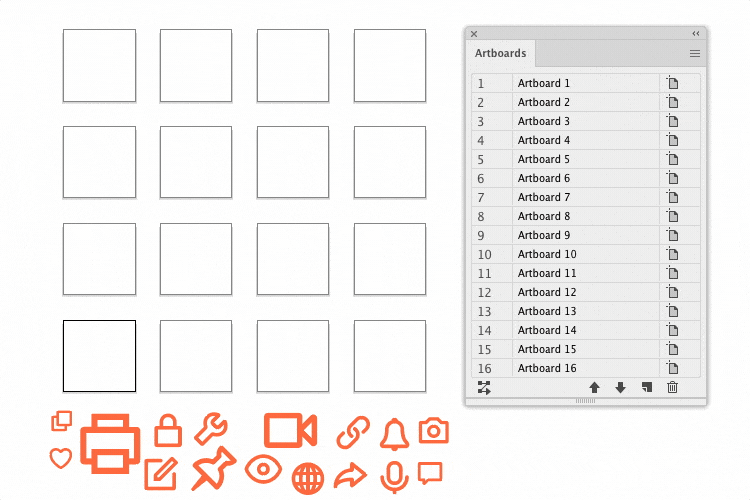 Artboards
1 Artboard 1
2 Artboard 2
3 Artboard 3
4 Artboard 4
5 Artboard 5
6 Artboard 6
7 Artboard 7
8 Artboard 8
9 Artboard 9
10 Artboard 10
11 Artboard 11
12 Artboard 12
13 Artboard 13
14 Artboard 14
15 Artboard 15
16 Artboard 16